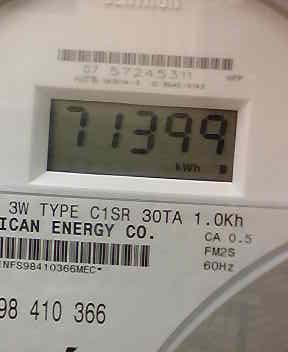 07 57245311
71399
kWh
3W TYPE C1SR 30TA 1.0Kh
ICAN ENERGY CO.
CA 0.5
FM2S
ENFS98410366MEC*
60Hz
98 410 366